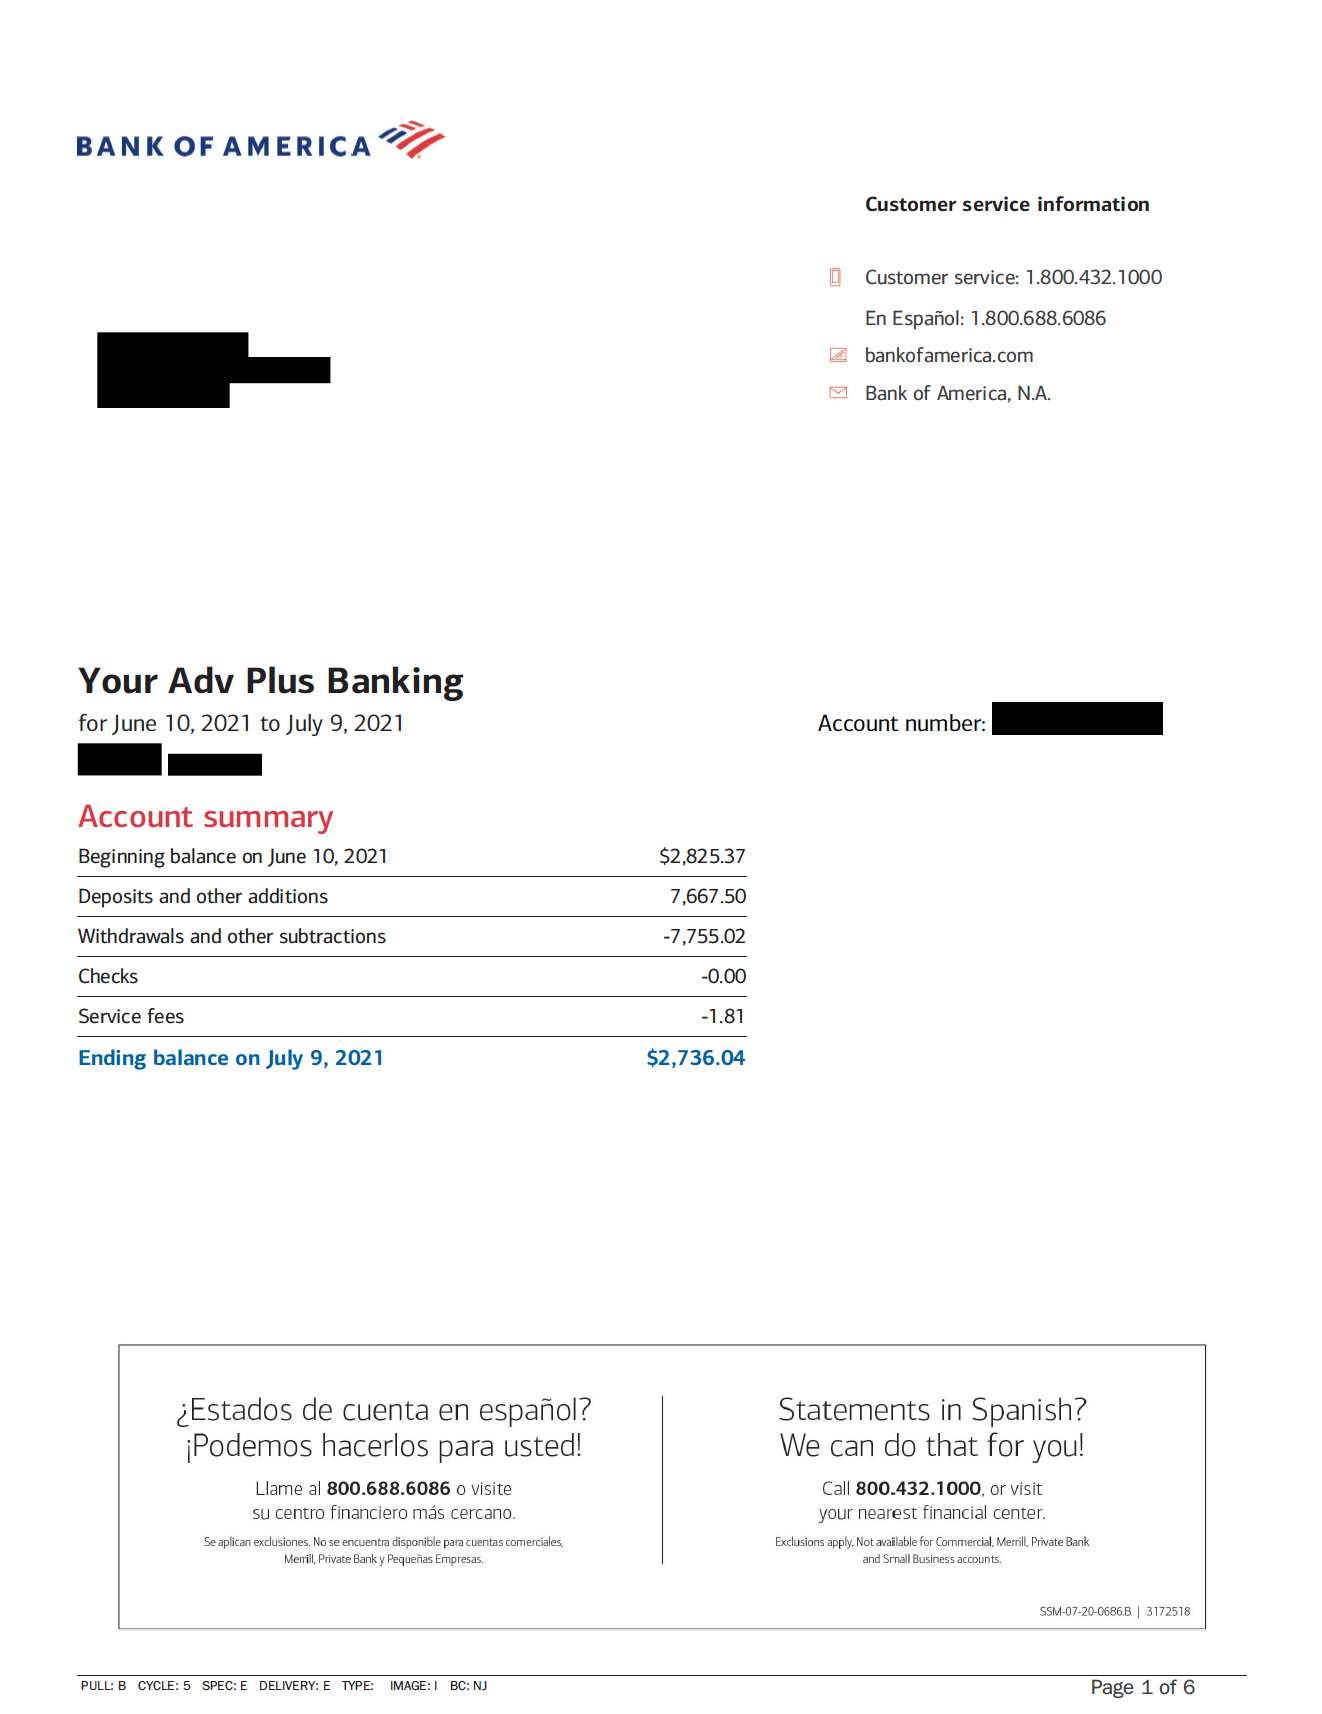 BANK OF AMERICA
Customer service information
Customer service: 1.800.432.1000
En Español: 1.800.688.6086
bankofamerica.com
Bank of America, N.A.
Your Adv Plus Banking
for June 10, 2021 to July 9, 2021
Account number:
Account summary
Beginning balance on June 10, 2021 $2,825.37
Deposits and other additions 7,667.50
Withdrawals and other subtractions -7,755.02
Checks -0.00
Service fees -1.81
Ending balance on July 9, 2021 $2,736.04
¿Estados de cuenta en español?
¡Podemos hacerlos para usted!
Llame al 800.688.6086 o visite
su centro financiero más cercano.
Se aplican exclusiones. No se encuentra disponible para cuentas comerciales,
Merrill, Private Bank y Pequeñas Empresas.
Statements in Spanish?
We can do that for you!
Call 800.432.1000, or visit
your nearest financial center.
Exclusions apply. Not available for Commercial, Merrill, Private Bank
and Small Business accounts.
SSM-07-20-0686.B | 3172518
PULL: B CYCLE: 5 SPEC: E DELIVERY: E TYPE: IMAGE: I BC: NJ
Page 1 of 6